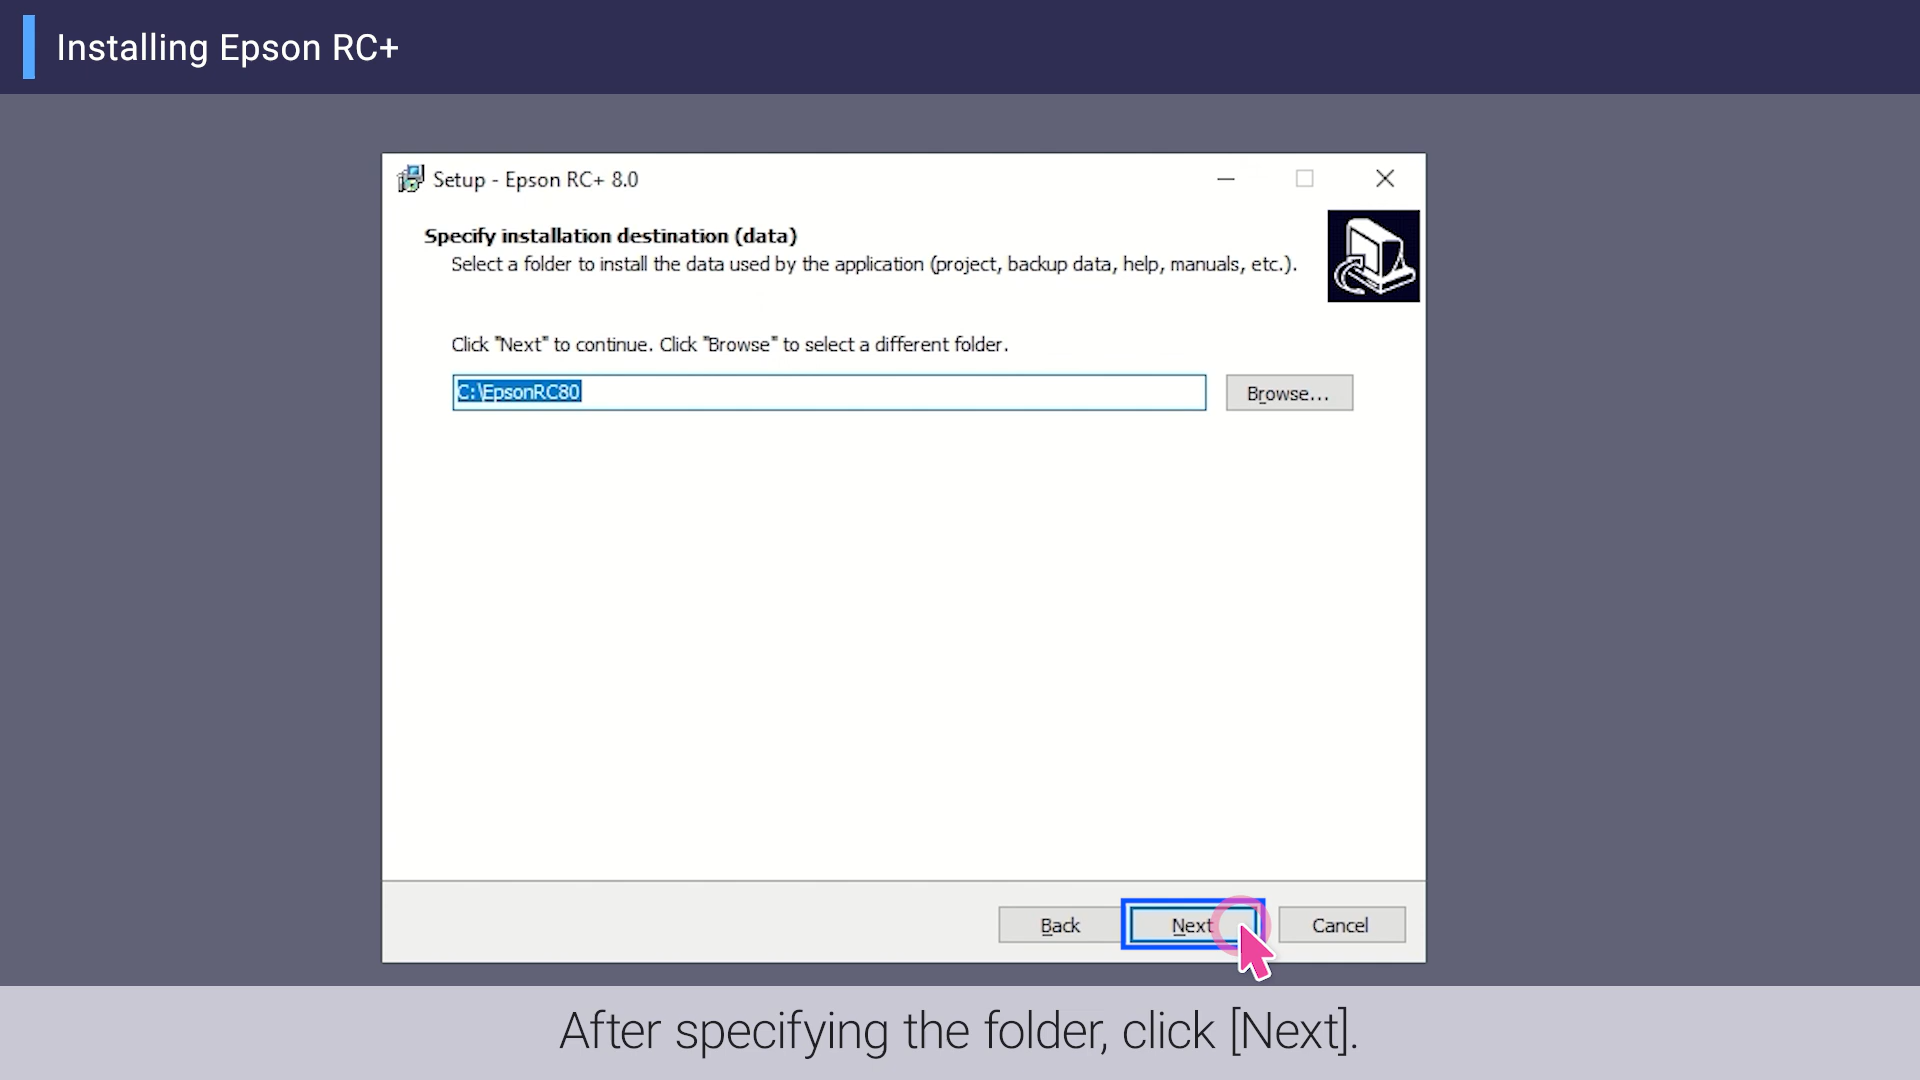 Installing Epson RC+
Setup - Epson RC+ 8.0
Specify installation destination (data)
Select a folder to install the data used by the application (project, backup data, help, manuals, etc.).
Click "Next" to continue. Click "Browse" to select a different folder.
C:\EpsonRC80
Browse...
Back
Next
Cancel
After specifying the folder, click [Next].